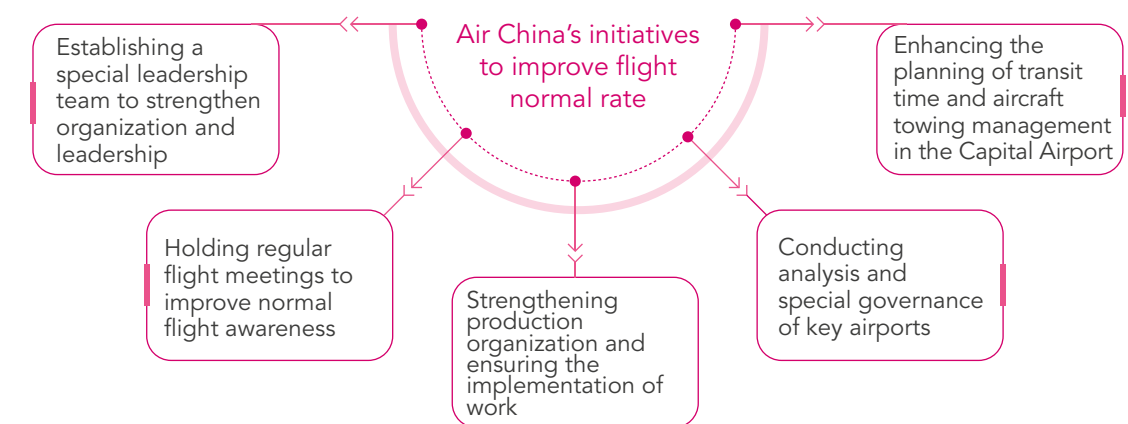 Air China’s initiatives
to improve flight
normal rate
Establishing a
special leadership
team to strengthen
organization and
leadership
Holding regular
flight meetings to
improve normal
flight awareness
Strengthening
production
organization and
ensuring the
implementation of
work
Conducting
analysis and
special governance
of key airports
Enhancing the
planning of transit
time and aircraft
towing management
in the Capital Airport